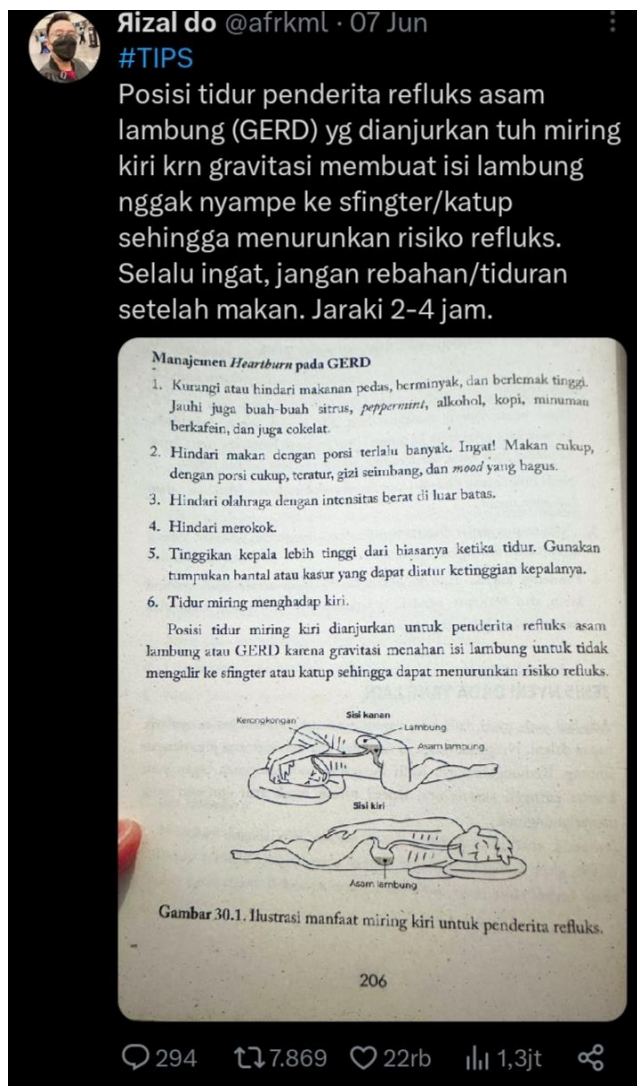 Яizal do @afrkml · 07 Jun
#TIPS
Posisi tidur penderita refluks asam
lambung (GERD) yg dianjurkan tuh miring
kiri krn gravitasi membuat isi lambung
nggak nyampe ke sfingter/katup
sehingga menurunkan risiko refluks.
Selalu ingat, jangan rebahan/tiduran
setelah makan. Jaraki 2-4 jam.
Manajemen Heartburn pada GERD
1. Kurangi atau hindari makanan pedas, berminyak, dan berlemak tinggi.
Jauhi juga buah-buah sitrus, peppermint, alkohol, kopi, minuman
berkafein, dan juga cokelat.
2. Hindari makan dengan porsi terlalu banyak. Ingat! Makan cukup,
dengan porsi cukup, teratur, gizi seimbang, dan mood yang bagus.
3. Hindari olahraga dengan intensitas berat di luar batas.
4. Hindari merokok.
5. Tinggikan kepala lebih tinggi dari biasanya ketika tidur. Gunakan
tumpukan bantal atau kasur yang dapat diatur ketinggian kepalanya.
6. Tidur miring menghadap kiri.
Posisi tidur miring kiri dianjurkan untuk penderita refluks asam
lambung atau GERD karena gravitasi menahan isi lambung untuk tidak
mengalir ke sfingter atau katup sehingga dapat menurunkan risiko refluks.
Sisi kanan
Kerongkongan
Lambung
Asam lambung
Sisi kiri
Asam lambung
Gambar 30.1. Ilustrasi manfaat miring kiri untuk penderita refluks.
206
294 7.869 22rb 1,3jt